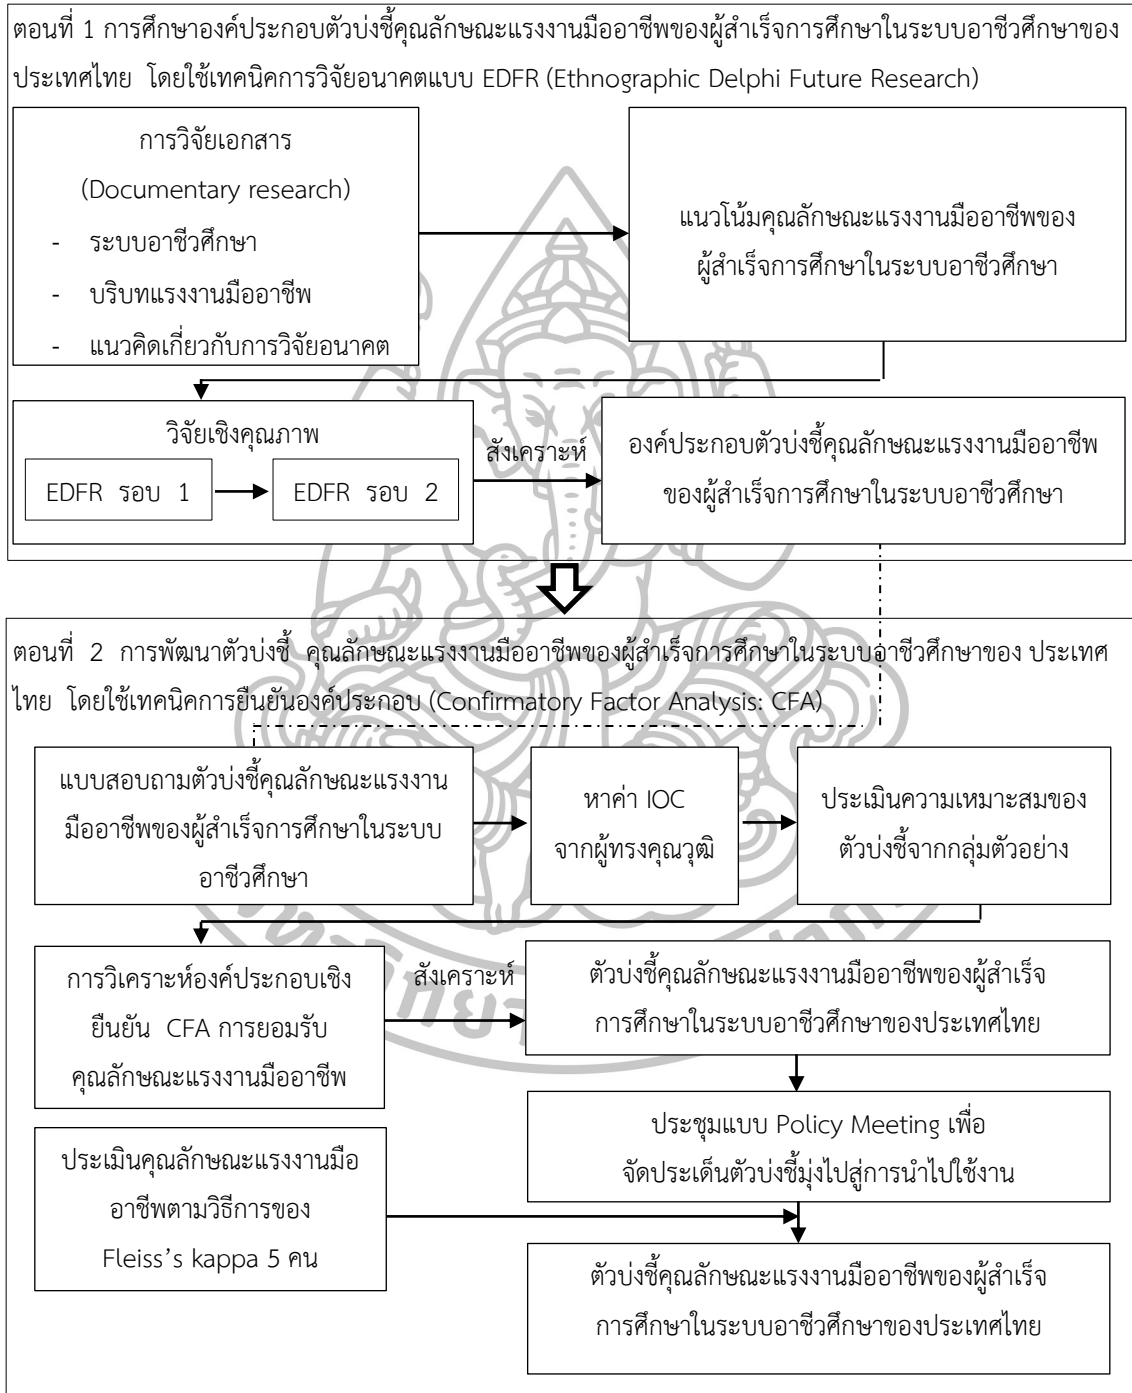 ตอนที่ 1 การศึกษาองค์ประกอบตัวบ่งชี้คุณลักษณะแรงงานมืออาชีพของผู้สำเร็จการศึกษาในระบบอาชีวศึกษาของ
ประเทศไทย โดยใช้เทคนิคการวิจัยอนาคตแบบ EDFR (Ethnographic Delphi Future Research)
การวิจัยเอกสาร
(Documentary research)
- ระบบอาชีวศึกษา
- บริบทแรงงานมืออาชีพ
- แนวคิดเกี่ยวกับการวิจัยอนาคต
แนวโน้มคุณลักษณะแรงงานมืออาชีพของ
ผู้สำเร็จการศึกษาในระบบอาชีวศึกษา
วิจัยเชิงคุณภาพ
EDFR รอบ 1
EDFR รอบ 2
สังเคราะห์
องค์ประกอบตัวบ่งชี้คุณลักษณะแรงงานมืออาชีพ
ของผู้สำเร็จการศึกษาในระบบอาชีวศึกษา
ตอนที่ 2 การพัฒนาตัวบ่งชี้ คุณลักษณะแรงงานมืออาชีพของผู้สำเร็จการศึกษาในระบบอาชีวศึกษาของ ประเทศ
ไทย โดยใช้เทคนิคการยืนยันองค์ประกอบ (Confirmatory Factor Analysis: CFA)
แบบสอบถามตัวบ่งชี้คุณลักษณะแรงงาน
มืออาชีพของผู้สำเร็จการศึกษาในระบบ
อาชีวศึกษา
หาค่า IOC
จากผู้ทรงคุณวุฒิ
ประเมินความเหมาะสมของ
ตัวบ่งชี้จากกลุ่มตัวอย่าง
การวิเคราะห์องค์ประกอบเชิง
ยืนยัน CFA การยอมรับ
คุณลักษณะแรงงานมืออาชีพ
สังเคราะห์
ตัวบ่งชี้คุณลักษณะแรงงานมืออาชีพของผู้สำเร็จ
การศึกษาในระบบอาชีวศึกษาของประเทศไทย
ประชุมแบบ Policy Meeting เพื่อ
จัดประเด็นตัวบ่งชี้มุ่งไปสู่การนำไปใช้งาน
ประเมินคุณลักษณะแรงงานมือ
อาชีพตามวิธีการของ
Fleiss’s kappa 5 คน
ตัวบ่งชี้คุณลักษณะแรงงานมืออาชีพของผู้สำเร็จ
การศึกษาในระบบอาชีวศึกษาของประเทศไทย